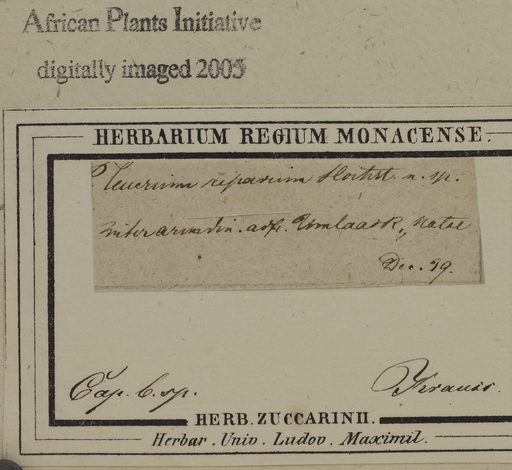 African Plants Initiative
digitally imaged 2005
HERBARIUM REGIUM MONACENSE.
Teucrium riparium Hochst. n. sp.
inter arundin. ad fl. Umlaas, Natal
Dec. 39.
Cap. b. sp.
Krauss.
HERB. ZUCCARINII.
Herbar. Univ. Ludov. Maximil.